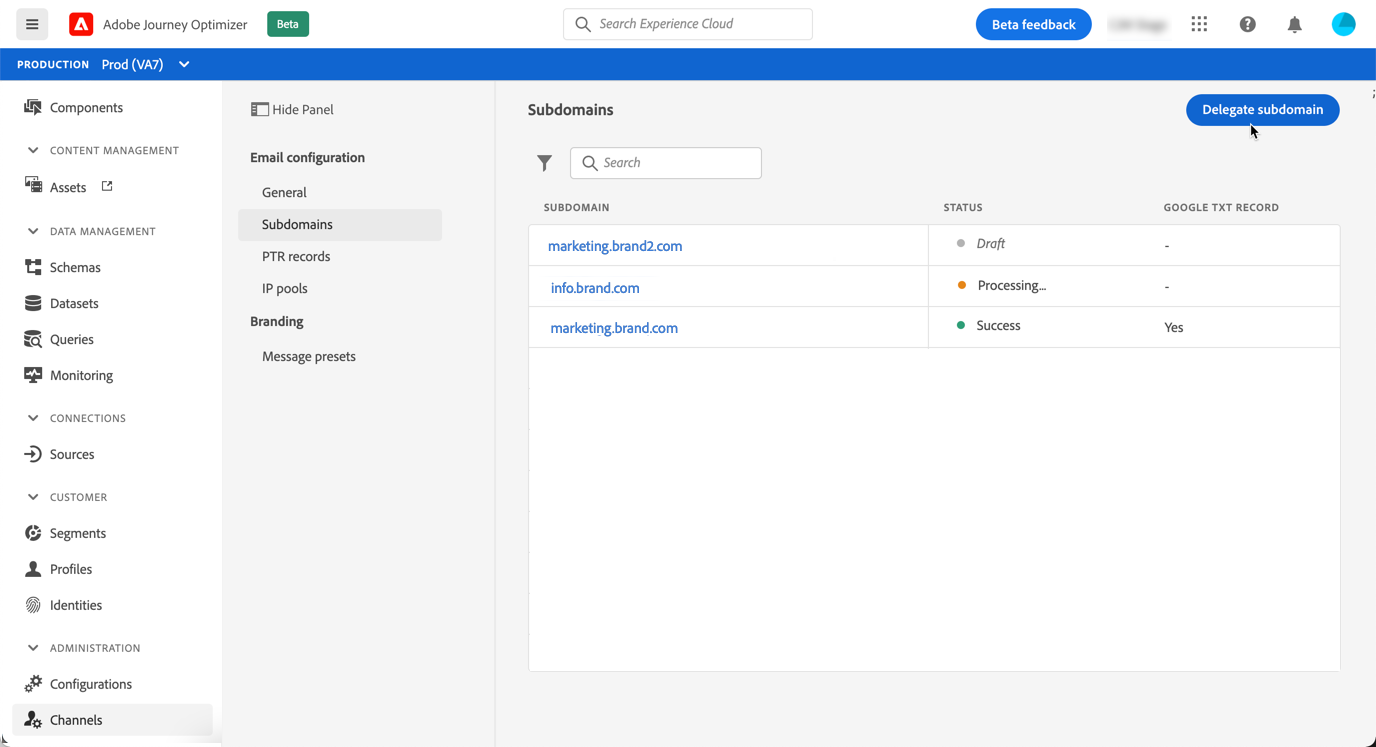 Adobe Journey Optimizer Beta Search Experience Cloud Beta feedback
PRODUCTION Prod (VA7)
Components
CONTENT MANAGEMENT
Assets
DATA MANAGEMENT
Schemas
Datasets
Queries
Monitoring
CONNECTIONS
Sources
CUSTOMER
Segments
Profiles
Identities
ADMINISTRATION
Configurations
Channels
Hide Panel
Email configuration
General
Subdomains
PTR records
IP pools
Branding
Message presets
Subdomains Delegate subdomain
Search
SUBDOMAIN STATUS GOOGLE TXT RECORD
marketing.brand2.com Draft -
info.brand.com Processing... -
marketing.brand.com Success Yes